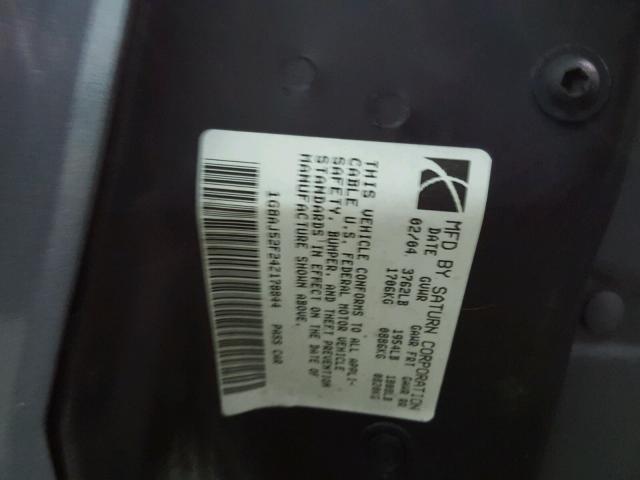 MFD BY SATURN CORPORATION
DATE GVWR GAWR FRT GAWR RR
02/04 3762LB 1954LB 1808LB
1706KG 0886KG 0820KG
THIS VEHICLE CONFORMS TO ALL APPLI-
CABLE U.S. FEDERAL MOTOR VEHICLE
SAFETY, BUMPER, AND THEFT PREVENTION
STANDARDS IN EFFECT ON THE DATE OF
MANUFACTURE SHOWN ABOVE.
1G8AJ52F24Z178844 PASS CAR